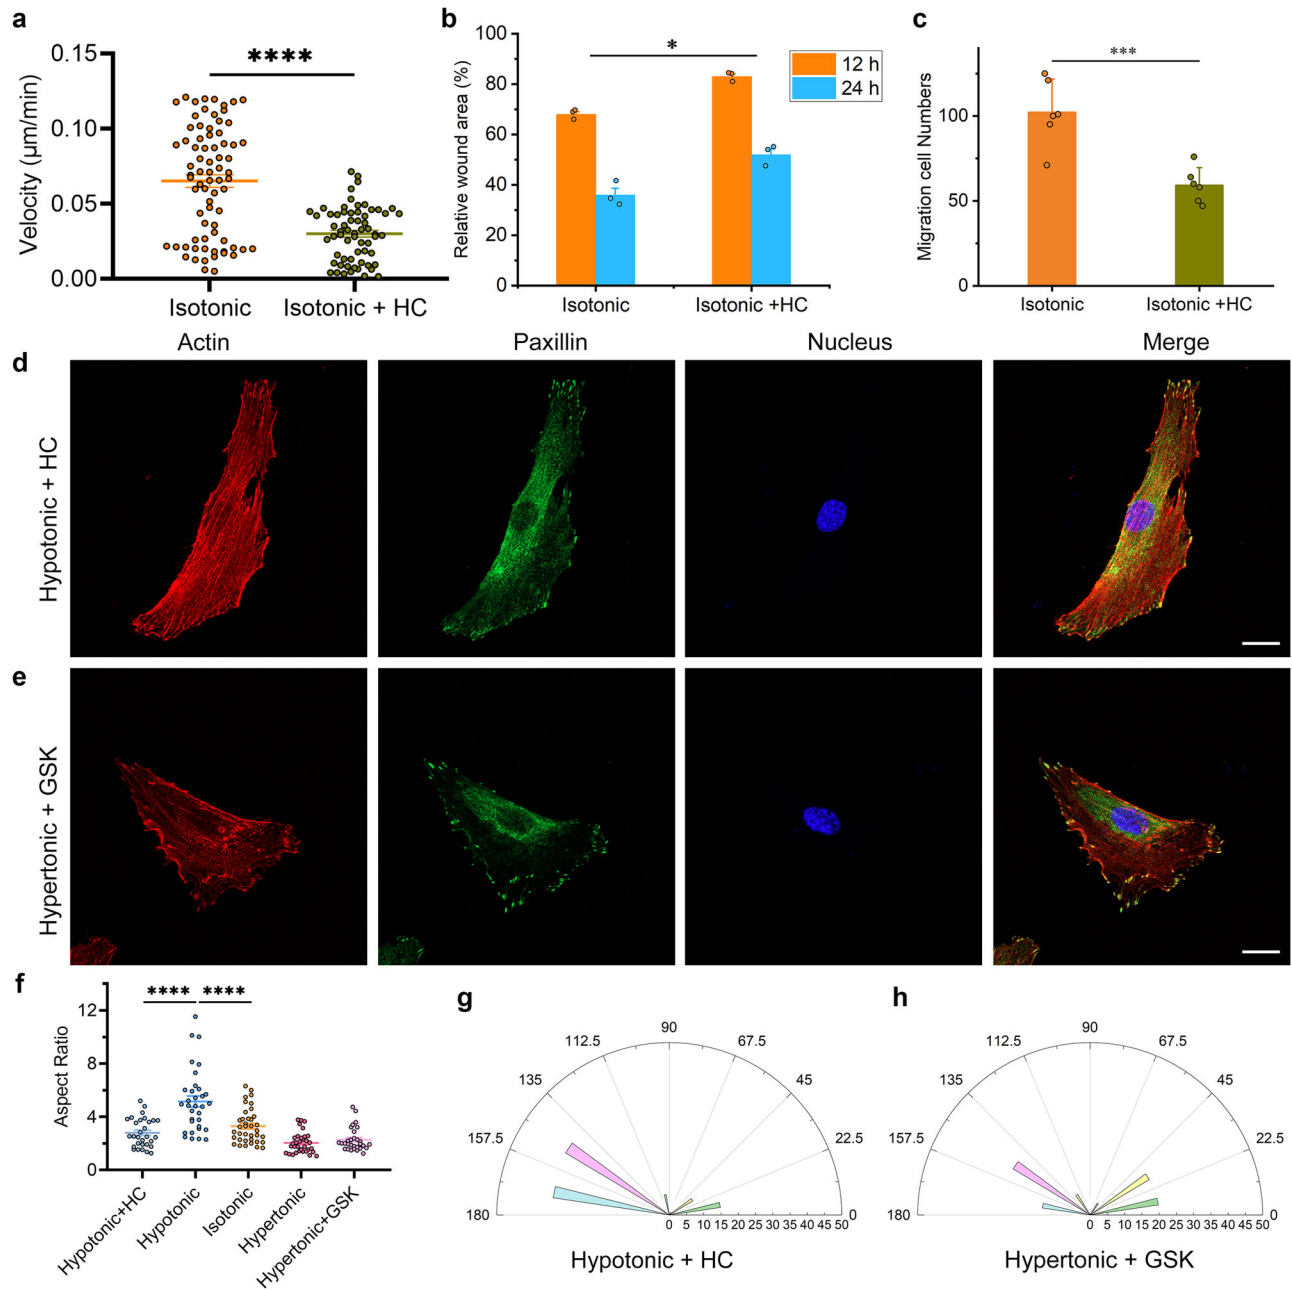 a
****
Velocity (µm/min)
0.15
0.10
0.05
0.00
Isotonic
Isotonic + HC
b
*
12 h
24 h
Relative wound area (%)
100
80
60
40
20
0
Isotonic
Isotonic +HC
c
***
Migration cell Numbers
100
50
0
Isotonic
Isotonic +HC
Actin
Paxillin
Nucleus
Merge
d
Hypotonic + HC
e
Hypertonic + GSK
f
**** ****
Aspect Ratio
12
8
4
0
Hypotonic+HC
Hypotonic
Isotonic
Hypertonic
Hypertonic+GSK
g
90
112.5
67.5
135
45
157.5
22.5
180
0
0 5 10 15 20 25 30 35 40 45 50
Hypotonic + HC
h
90
112.5
67.5
135
45
157.5
22.5
180
0
0 5 10 15 20 25 30 35 40 45 50
Hypertonic + GSK